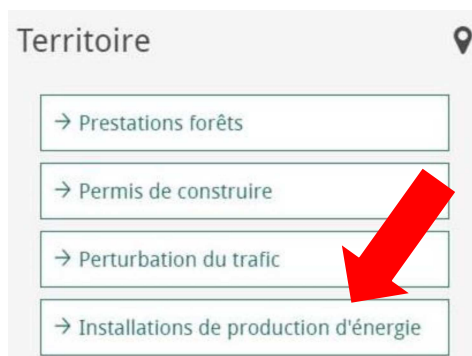 Territoire
→ Prestations forêts
→ Permis de construire
→ Perturbation du trafic
→ Installations de production d'énergie